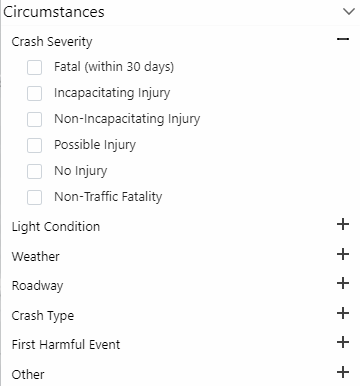 Circumstances
Crash Severity
Fatal (within 30 days)
Incapacitating Injury
Non-Incapacitating Injury
Possible Injury
No Injury
Non-Traffic Fatality
Light Condition
Weather
Roadway
Crash Type
First Harmful Event
Other